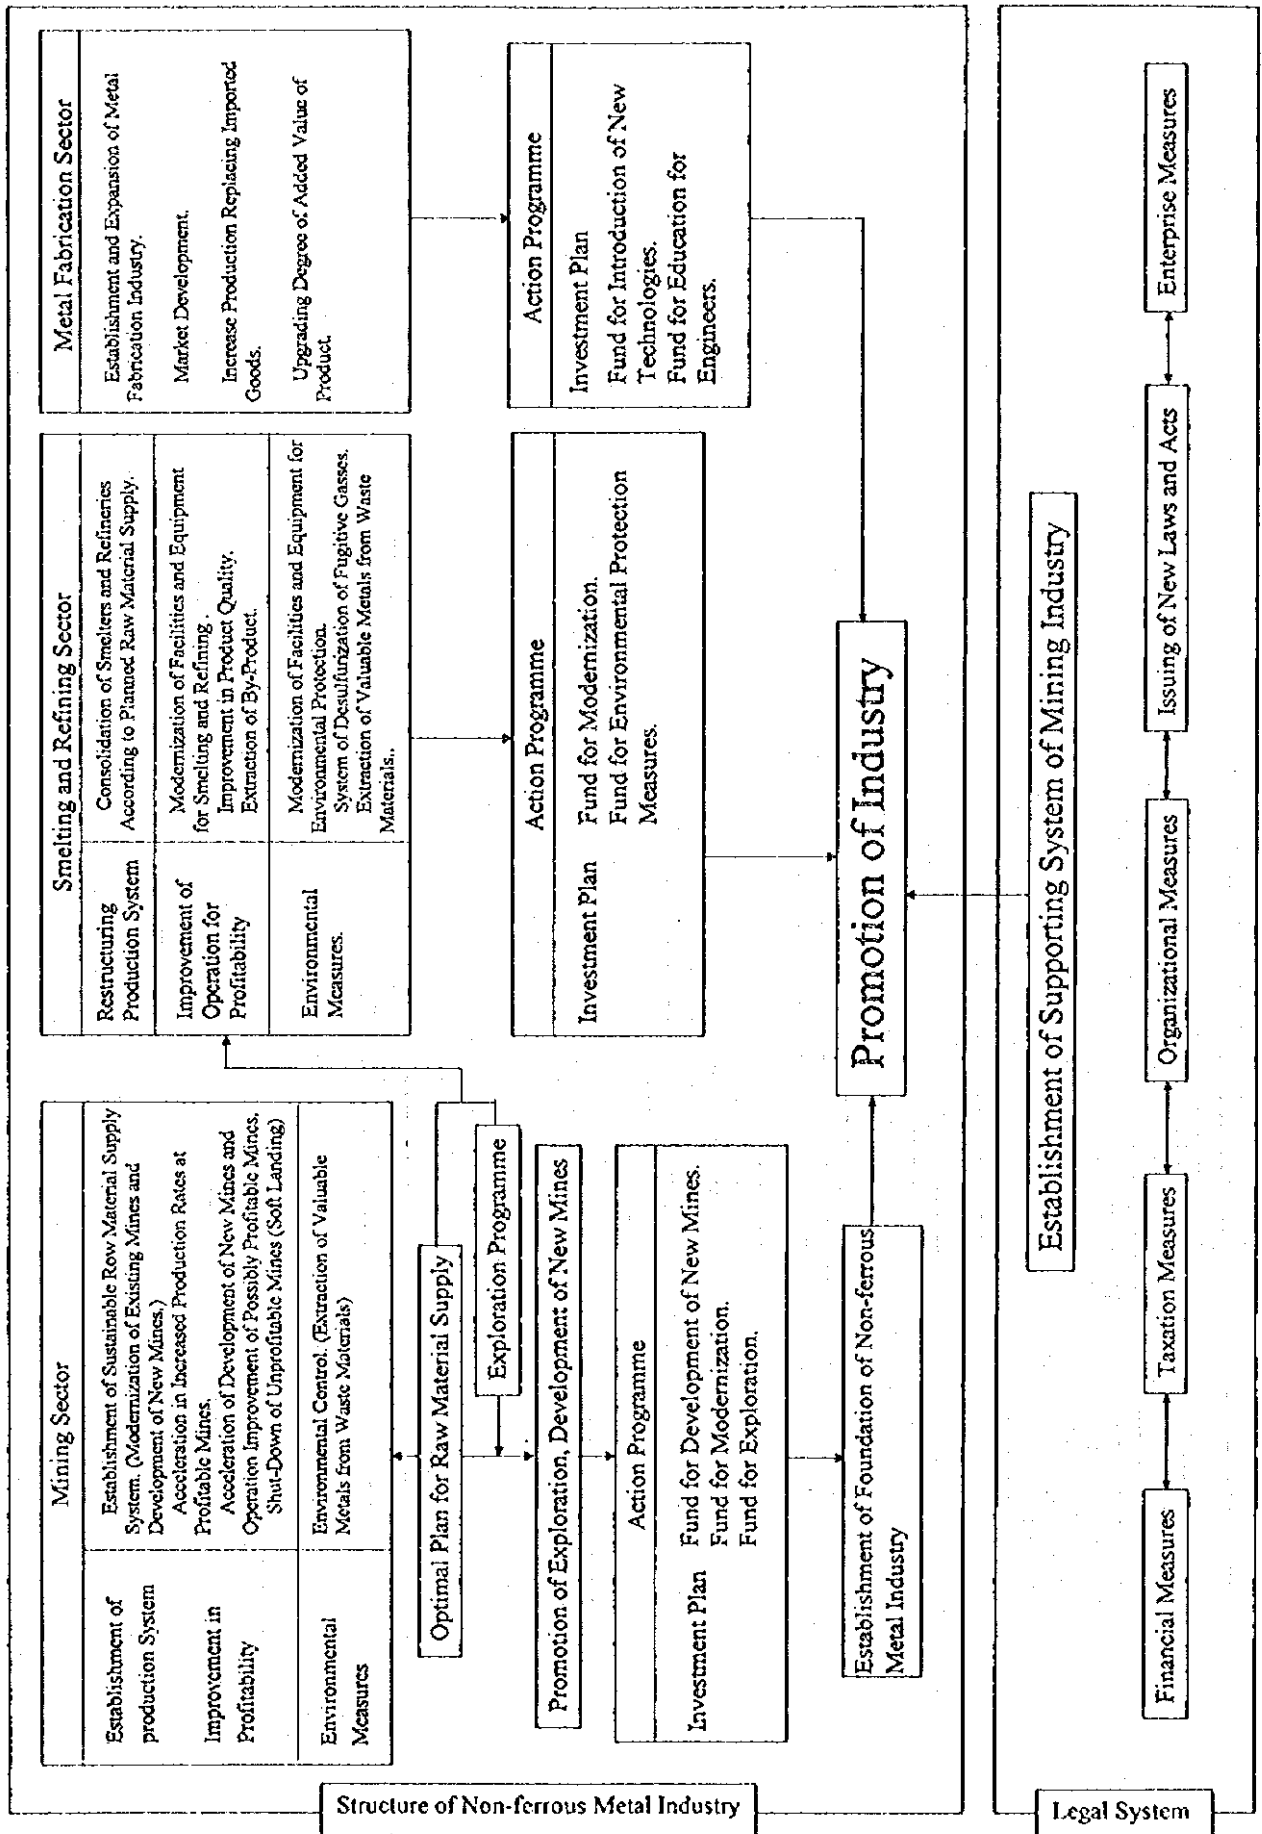 Structure of Non-ferrous Metal Industry
Mining Sector
Establishment of
production System
Improvement in
Profitability
Establishment of Sustainable Row Material Supply
System. (Modernization of Existing Mines and
Development of New Mines.)
Acceleration in Increased Production Rates at
Profitable Mines.
Acceleration of Development of New Mines and
Operation Improvement of Possibly Profitable Mines.
Shut-Down of Unprofitable Mines (Soft Landing)
Environmental
Measures
Environmental Control. (Extraction of Valuable
Metals from Waste Materials)
Optimal Plan for Raw Material Supply
Exploration Programme
Promotion of Exploration, Development of New Mines
Action Programme
Investment Plan
Fund for Development of New Mines.
Fund for Modernization.
Fund for Exploration.
Establishment of Foundation of Non-ferrous
Metal Industry
Smelting and Refining Sector
Restructuring
Production System
Consolidation of Smelters and Refineries
According to Planned Raw Material Supply.
Improvement of
Operation for
Profitability
Modernization of Facilities and Equipment
for Smelting and Refining .
Improvement in Product Quality.
Extraction of By-Product.
Environmental
Measures.
Modernization of Facilities and Equipment for
Environmental Protection.
System of Desulfurization of Fugitive Gasses.
Extraction of Valuable Metals from Waste
Materials..
Action Programme
Investment Plan
Fund for Modernization.
Fund for Environmental Protection
Measures.
Metal Fabrication Sector
Establishment and Expansion of Metal
Fabrication Industry.
Market Development.
Increase Production Replacing Imported
Goods.
Upgrading Degree of Added Value of
Product.
Action Programme
Investment Plan
Fund for Introduction of New
Technologies.
Fund for Education for
Engineers.
Promotion of Industry
Legal System
Establishment of Supporting System of Mining Industry
Financial Measures
Taxation Measures
Organizational Measures
Issuing of New Laws and Acts
Enterprise Measures